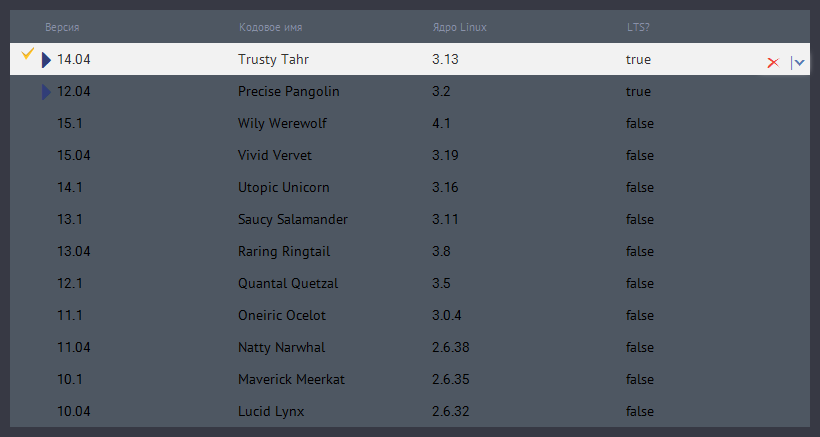 Версия Кодовое имя Ядро Linux LTS?
14.04 Trusty Tahr 3.13 true
12.04 Precise Pangolin 3.2 true
15.1 Wily Werewolf 4.1 false
15.04 Vivid Vervet 3.19 false
14.1 Utopic Unicorn 3.16 false
13.1 Saucy Salamander 3.11 false
13.04 Raring Ringtail 3.8 false
12.1 Quantal Quetzal 3.5 false
11.1 Oneiric Ocelot 3.0.4 false
11.04 Natty Narwhal 2.6.38 false
10.1 Maverick Meerkat 2.6.35 false
10.04 Lucid Lynx 2.6.32 false